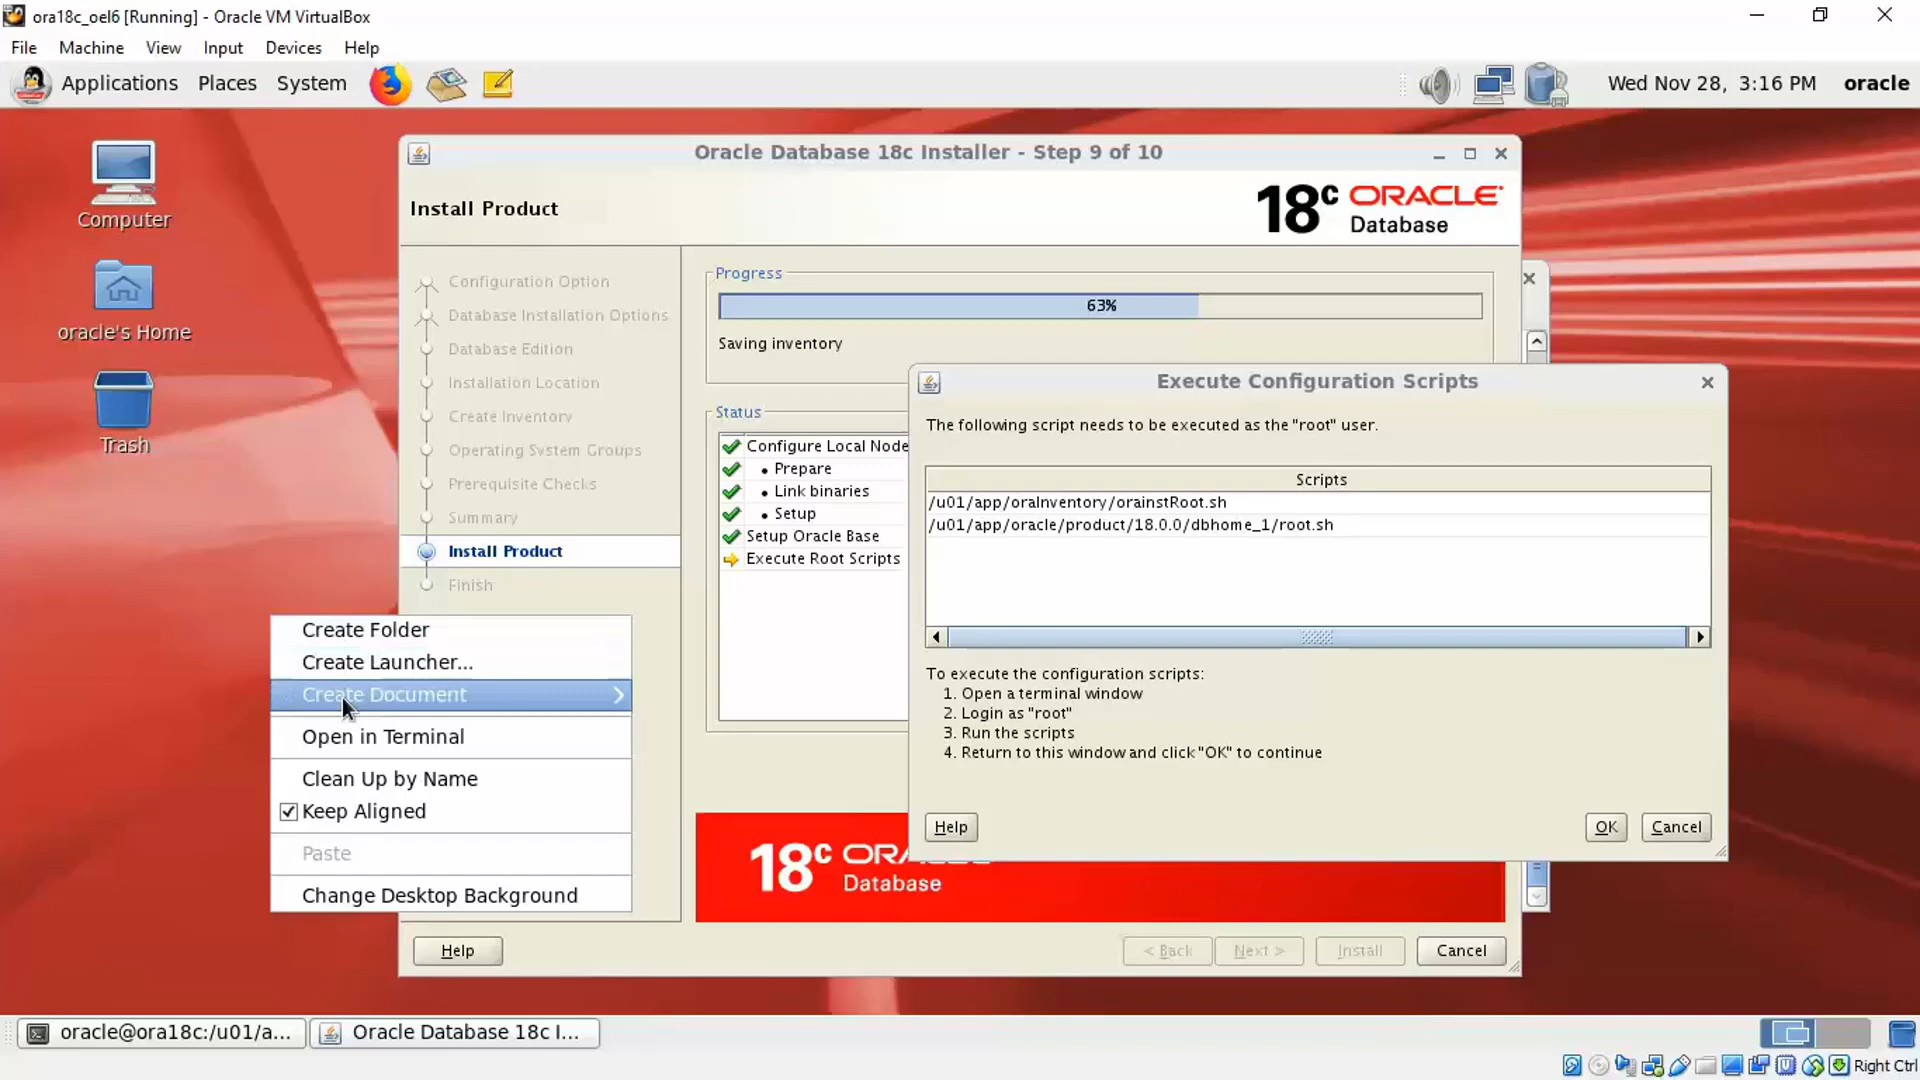 ora18c_oel6 [Running] - Oracle VM VirtualBox
File Machine View Input Devices Help
Applications Places System
Wed Nov 28, 3:16 PM oracle
Computer
oracle's Home
Trash
Oracle Database 18c Installer - Step 9 of 10
Install Product
18c ORACLE
Database
Configuration Option
Database Installation Options
Database Edition
Installation Location
Create Inventory
Operating System Groups
Prerequisite Checks
Summary
Install Product
Finish
Progress
63%
Saving inventory
Status
Configure Local Node
Prepare
Link binaries
Setup
Setup Oracle Base
Execute Root Scripts
Execute Configuration Scripts
The following script needs to be executed as the "root" user.
Scripts
/u01/app/oraInventory/orainstRoot.sh
/u01/app/oracle/product/18.0.0/dbhome_1/root.sh
To execute the configuration scripts:
1. Open a terminal window
2. Login as "root"
3. Run the scripts
4. Return to this window and click "OK" to continue
Help OK Cancel
Create Folder
Create Launcher...
Create Document
Open in Terminal
Clean Up by Name
Keep Aligned
Paste
Change Desktop Background
18c ORA
Database
Help < Back Next > Install Cancel
oracle@ora18c:/u01/a... Oracle Database 18c I...
Right Ctrl